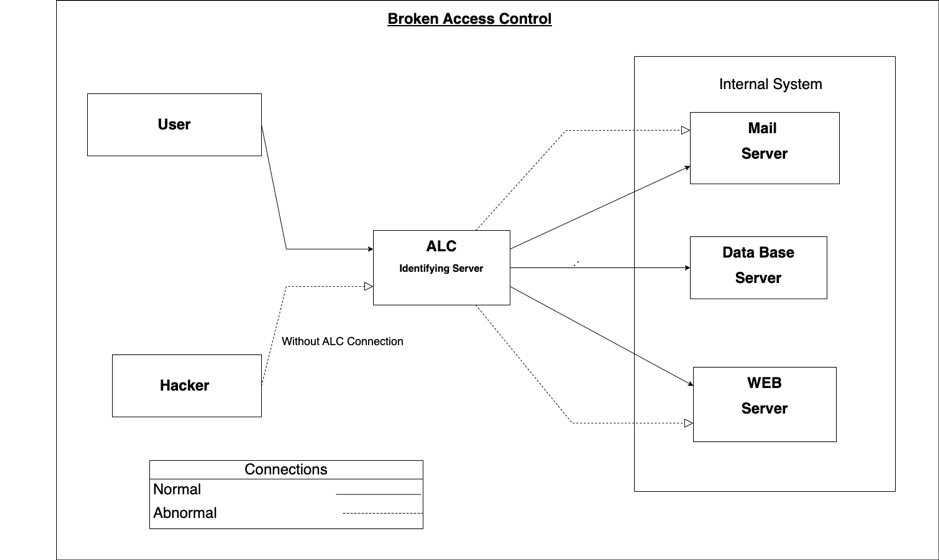 Broken Access Control
Internal System
User
Mail
Server
ALC
Identifying Server
Data Base
Server
Without ALC Connection
Hacker
WEB
Server
Connections
Normal
Abnormal